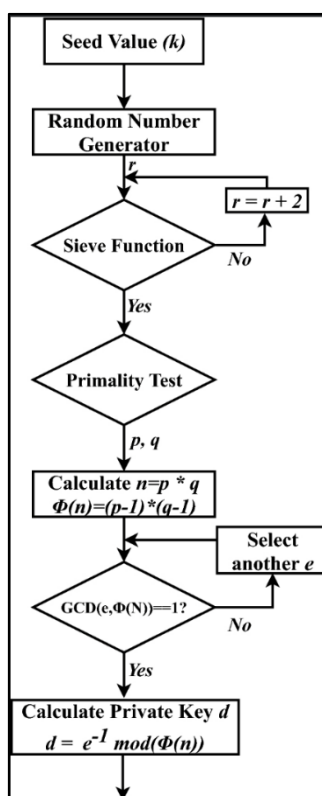 Seed Value (k)
Random Number
Generator
r
r = r + 2
Sieve Function
No
Yes
Primality Test
p, q
Calculate n=p * q
Φ(n)=(p-1)*(q-1)
Select
another e
GCD(e,Φ(N))==1?
No
Yes
Calculate Private Key d
d = e⁻¹ mod(Φ(n))